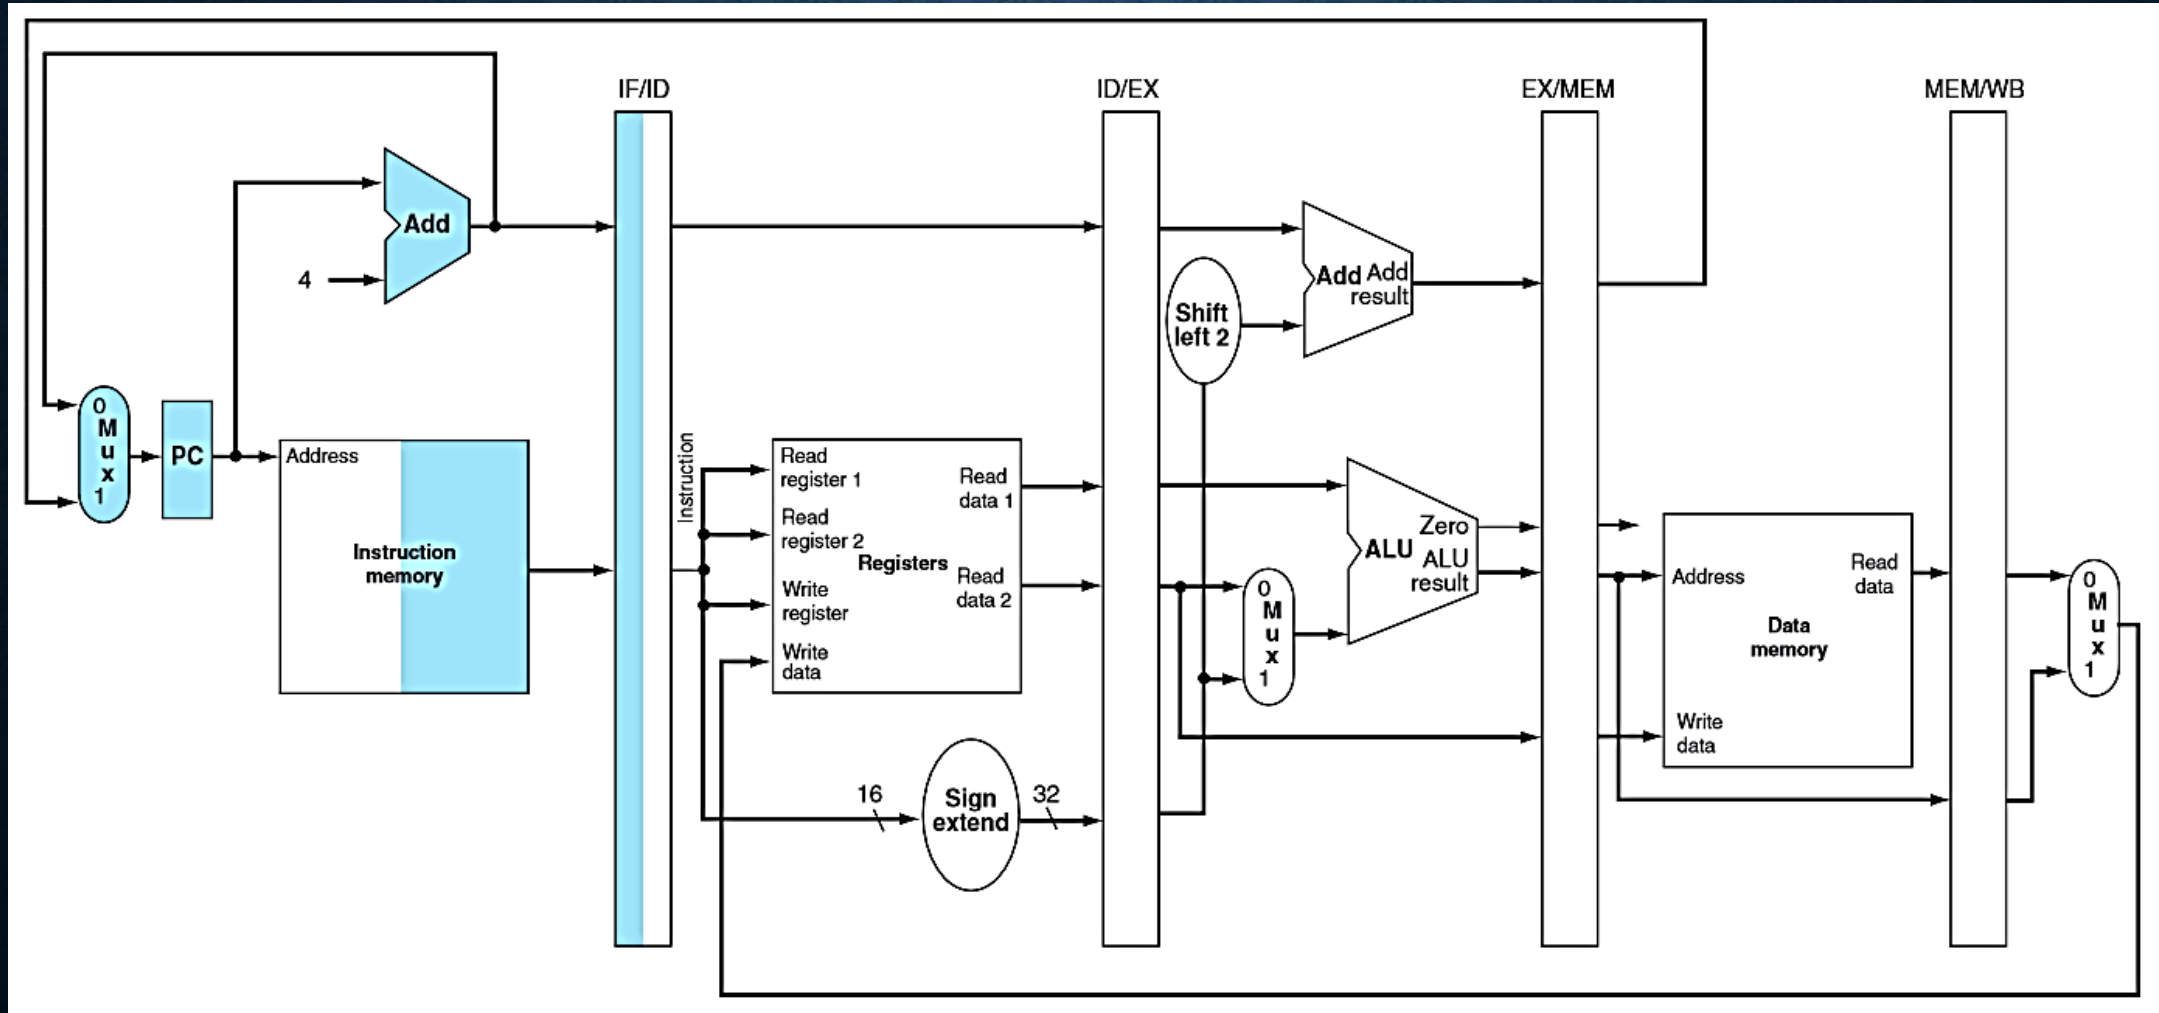 IF/ID
ID/EX
EX/MEM
MEM/WB
Add
4
Add Add
result
Shift
left 2
0
M
u
x
1
PC
Address
Instruction
memory
Instruction
Read
register 1
Read
register 2
Write
register
Write
data
Registers
Read
data 1
Read
data 2
16
Sign
extend
32
0
M
u
x
1
Zero
ALU
ALU
result
Address
Read
data
Data
memory
Write
data
0
M
u
x
1